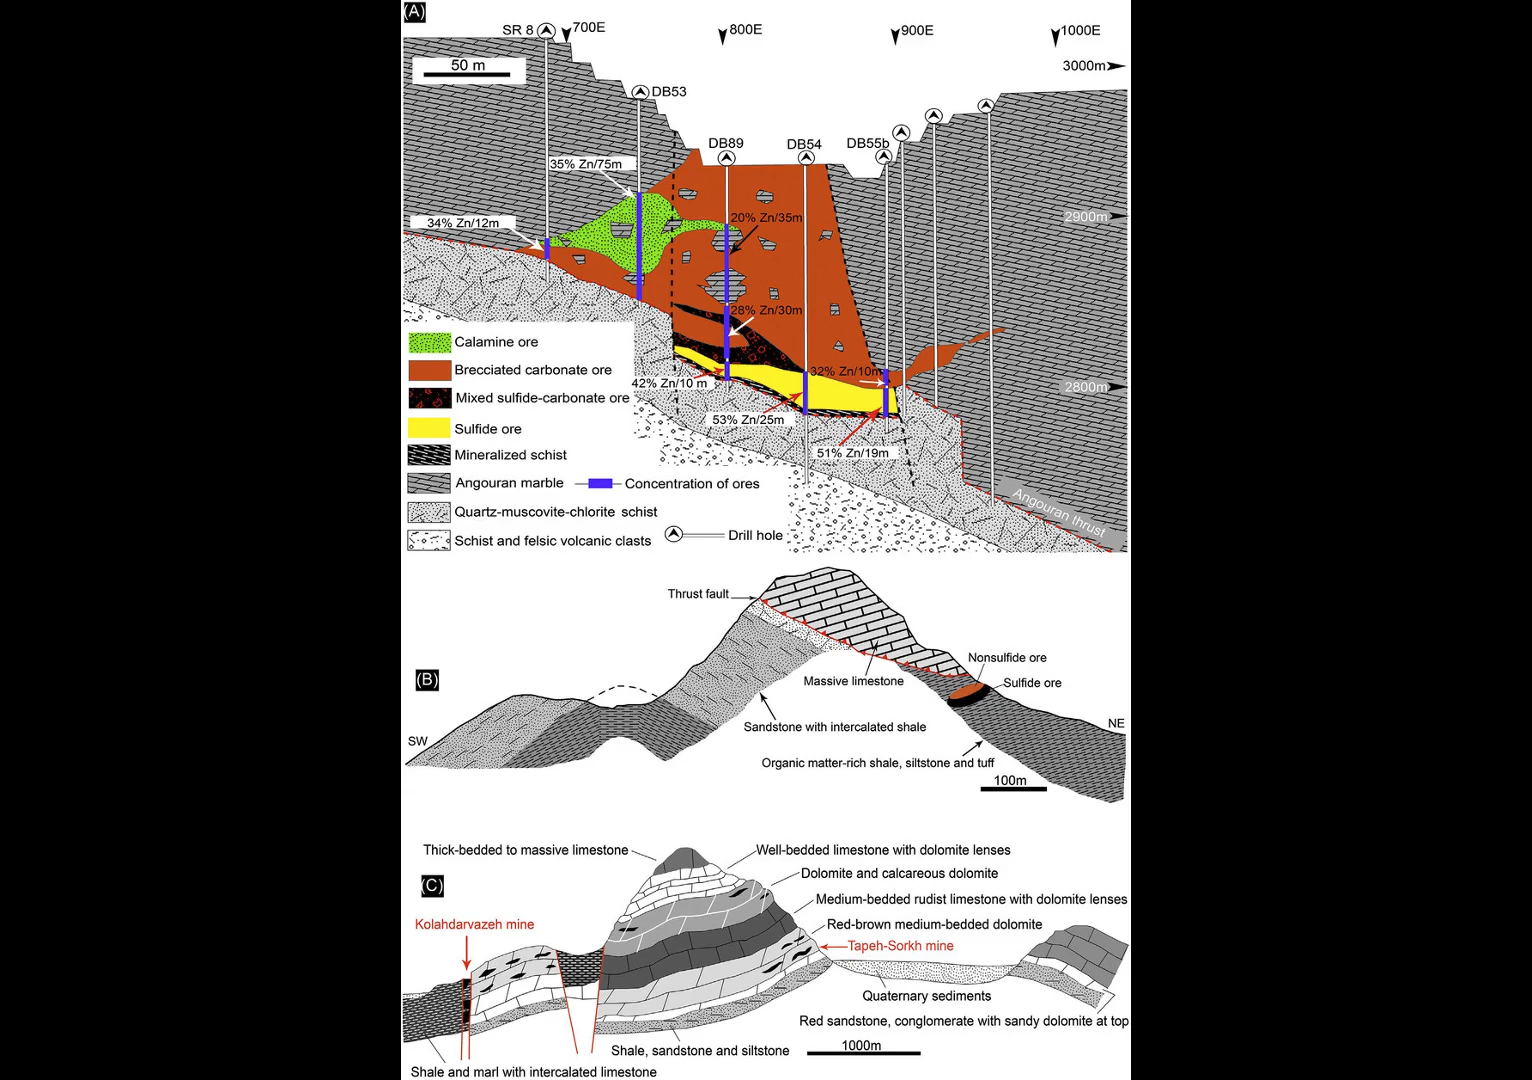 (A)
SR 8
700E
800E
900E
1000E
50 m
3000m
DB53
DB89
DB54
DB55b
35% Zn/75m
34% Zn/12m
20% Zn/35m
2900m
28% Zn/30m
32% Zn/10m
42% Zn/10 m
2800m
53% Zn/25m
51% Zn/19m
Calamine ore
Brecciated carbonate ore
Mixed sulfide-carbonate ore
Sulfide ore
Mineralized schist
Angouran marble
Concentration of ores
Quartz-muscovite-chlorite schist
Schist and felsic volcanic clasts
Drill hole
Angouran thrust
Thrust fault
(B)
Massive limestone
Nonsulfide ore
Sulfide ore
Sandstone with intercalated shale
SW
NE
Organic matter-rich shale, siltstone and tuff
100m
Thick-bedded to massive limestone
Well-bedded limestone with dolomite lenses
(C)
Dolomite and calcareous dolomite
Medium-bedded rudist limestone with dolomite lenses
Kolahdarvazeh mine
Red-brown medium-bedded dolomite
Tapeh-Sorkh mine
Quaternary sediments
Red sandstone, conglomerate with sandy dolomite at top
Shale, sandstone and siltstone
1000m
Shale and marl with intercalated limestone